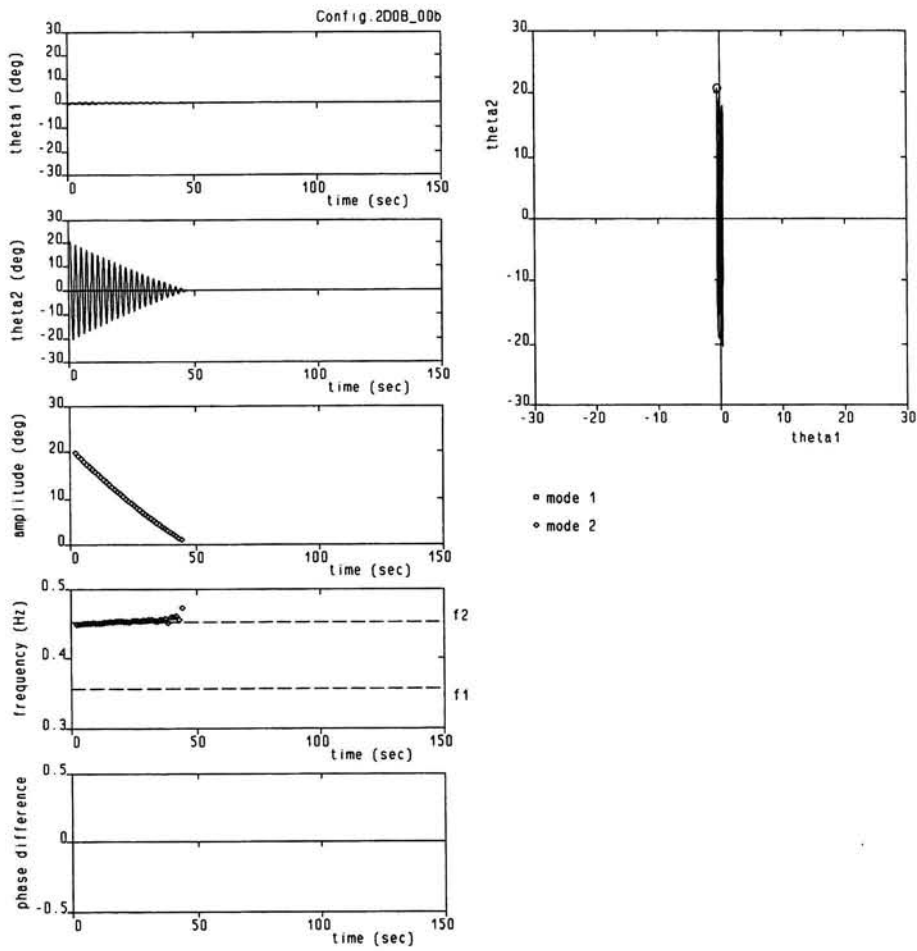 Config.2D0B_00b
theta1 (deg)
30
20
10
0
-10
-20
-30
0 50 100 150
time (sec)
theta2 (deg)
30
20
10
0
-10
-20
-30
0 50 100 150
time (sec)
amplitude (deg)
30
20
10
0
0 50 100 150
time (sec)
frequency (Hz)
0.5
0.4
0.3
f2
f1
0 50 100 150
time (sec)
phase difference
0.5
0
-0.5
0 50 100 150
time (sec)
theta2
30
20
10
0
-10
-20
-30
-30 -20 -10 0 10 20 30
theta1
mode 1
mode 2